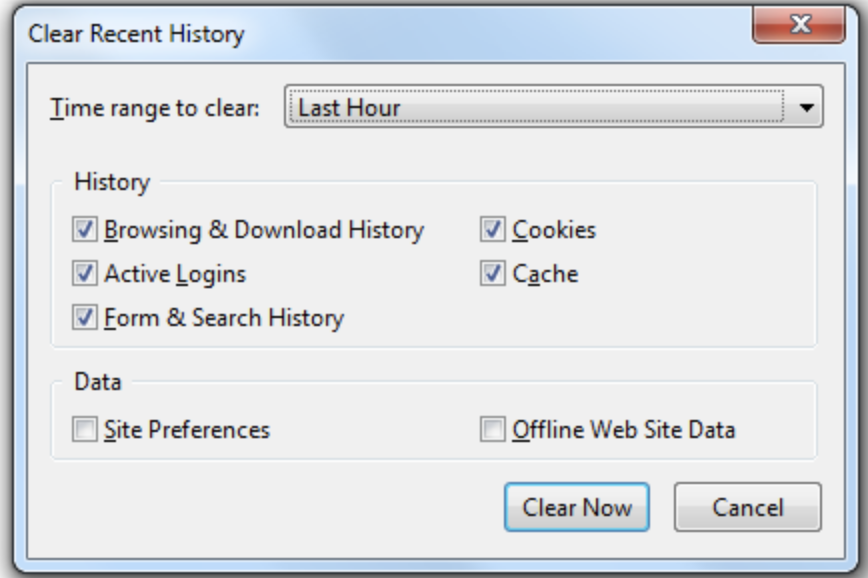 Clear Recent History
Time range to clear: Last Hour
History
Browsing & Download History Cookies
Active Logins Cache
Form & Search History
Data
Site Preferences Offline Web Site Data
Clear Now Cancel